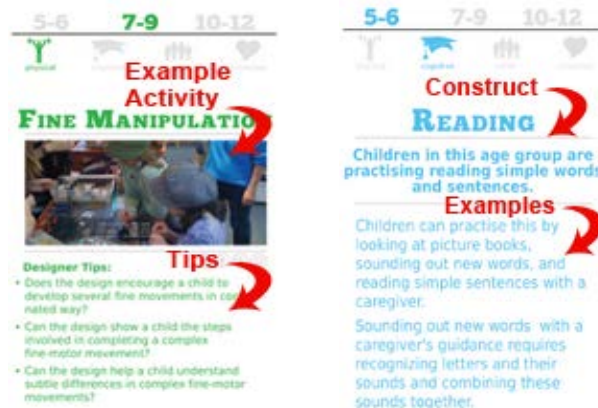 5-6 7-9 10-12
physical
Example
Activity
FINE MANIPULATIO
Tips
Designer Tips:
• Does the design encourage a child to
develop several fine movements in
nated way?
• Can the design show a child the steps
involved in completing a complex
fine-motor movement?
• Can the design help a child understand
subtle differences in complex fine-motor
movements?
5-6 7-9 10-12
cognitive
Construct
READING
Children in this age group are
practising reading simple words
and sentences.
Examples
Children can practise this by
looking at picture books,
sounding out new words, and
reading simple sentences with a
caregiver.
Sounding out new words with a
caregiver's guidance requires
recognizing letters and their
sounds and combining these
sounds together.